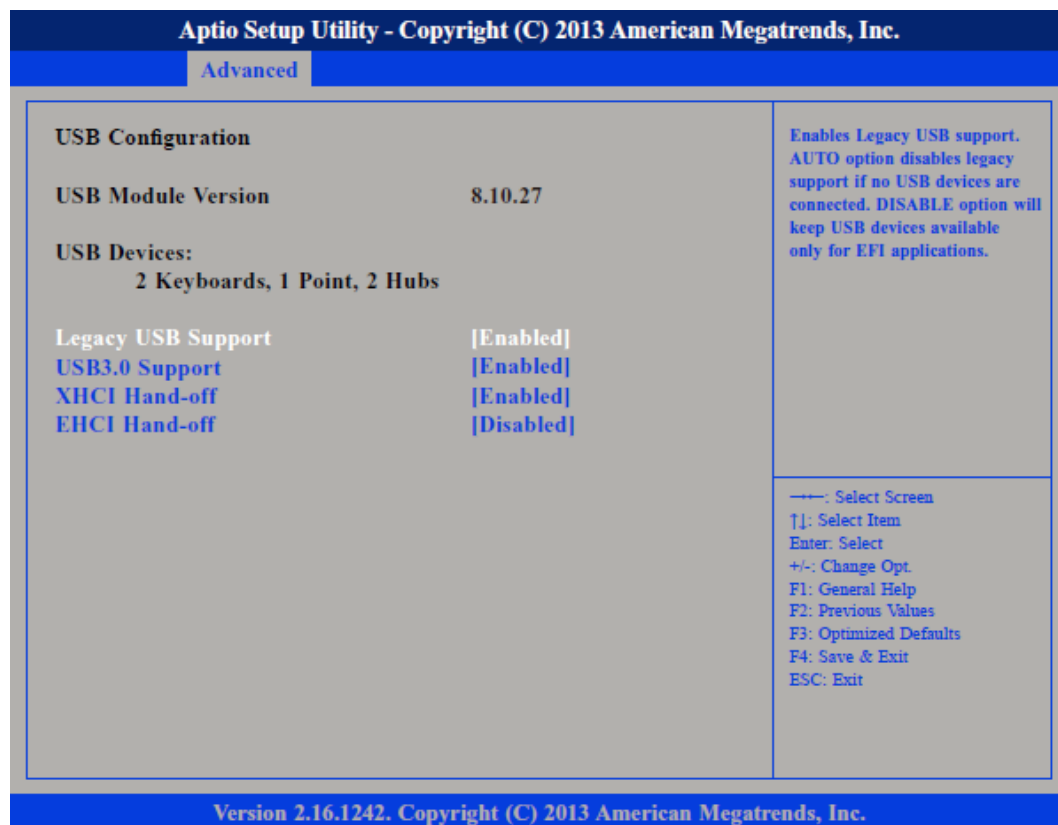 Aptio Setup Utility - Copyright (C) 2013 American Megatrends, Inc.
Advanced
USB Configuration
USB Module Version 8.10.27
USB Devices:
2 Keyboards, 1 Point, 2 Hubs
Legacy USB Support [Enabled]
USB3.0 Support [Enabled]
XHCI Hand-off [Enabled]
EHCI Hand-off [Disabled]
Enables Legacy USB support.
AUTO option disables legacy
support if no USB devices are
connected. DISABLE option will
keep USB devices available
only for EFI applications.
→←: Select Screen
↑↓: Select Item
Enter: Select
+/-: Change Opt.
F1: General Help
F2: Previous Values
F3: Optimized Defaults
F4: Save & Exit
ESC: Exit
Version 2.16.1242. Copyright (C) 2013 American Megatrends, Inc.